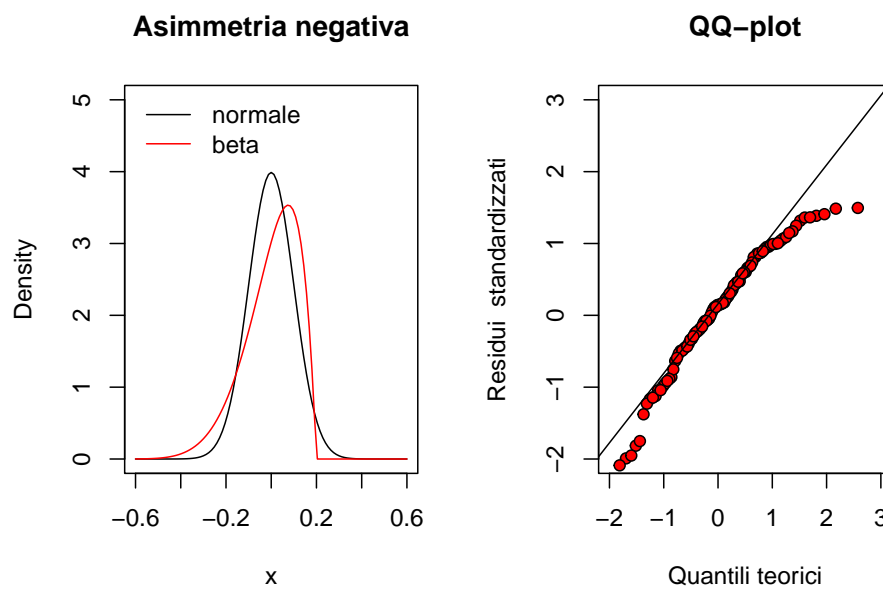 Asimmetria negativa
5
4
3
2
1
0
Density
normale
beta
−0.6
−0.2
0.2
0.6
x
QQ−plot
3
2
1
0
−1
−2
Residui standardizzati
−2
−1
0
1
2
3
Quantili teorici